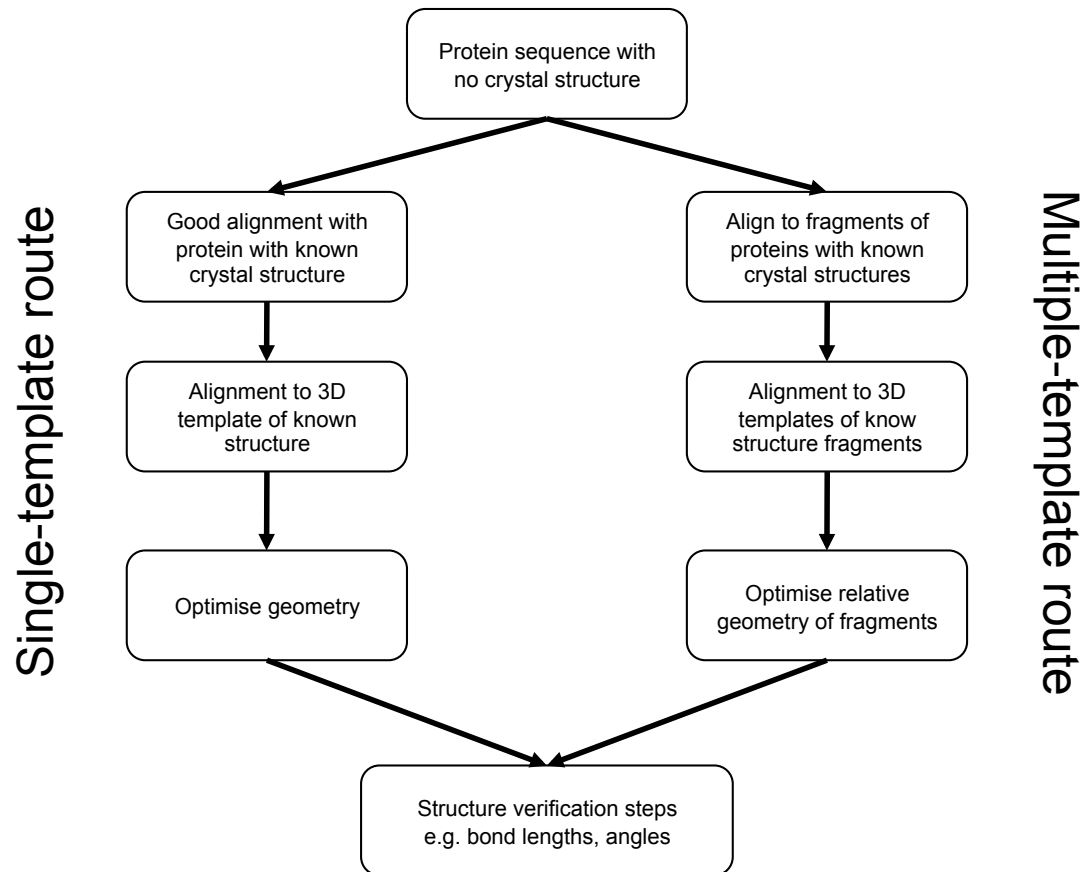 Protein sequence with
no crystal structure
Single-template route
Good alignment with
protein with known
crystal structure
Alignment to 3D
template of known
structure
Optimise geometry
Align to fragments of
proteins with known
crystal structures
Alignment to 3D
templates of know
structure fragments
Optimise relative
geometry of fragments
Multiple-template route
Structure verification steps
e.g. bond lengths, angles